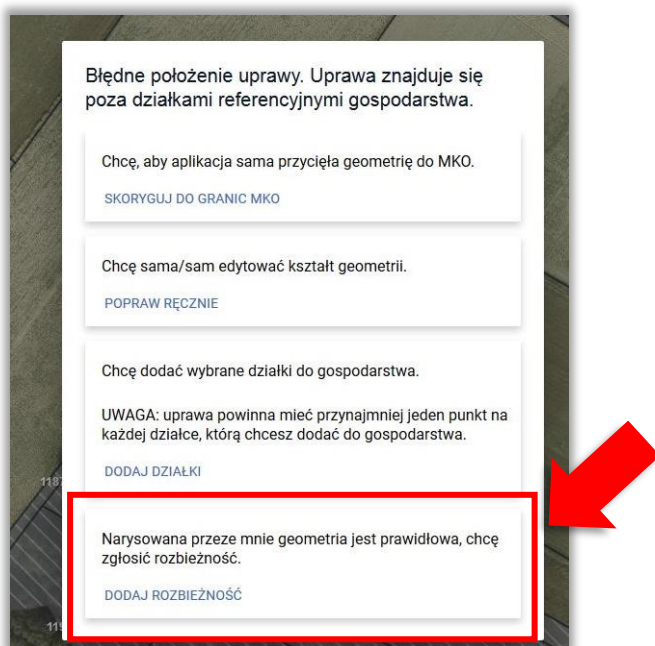 Błędne położenie uprawy. Uprawa znajduje się
poza działkami referencyjnymi gospodarstwa.
Chcę, aby aplikacja sama przycięła geometrię do MKO.
SKORYGUJ DO GRANIC MKO
Chcę sama/sam edytować kształt geometrii.
POPRAW RĘCZNIE
Chcę dodać wybrane działki do gospodarstwa.
UWAGA: uprawa powinna mieć przynajmniej jeden punkt na
każdej działce, którą chcesz dodać do gospodarstwa.
DODAJ DZIAŁKI
Narysowana przeze mnie geometria jest prawidłowa, chcę
zgłosić rozbieżność.
DODAJ ROZBIEŻNOŚĆ